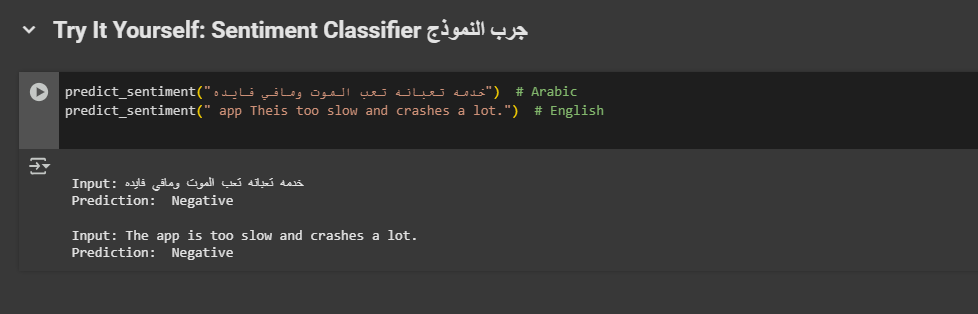 Try It Yourself: Sentiment Classifier جرب النموذج
predict_sentiment("خدمه تعبانه تعب الموت ومافي فايده")  # Arabic
predict_sentiment(" app Theis too slow and crashes a lot.")  # English
Input: خدمه تعبانه تعب الموت ومافي فايده
Prediction:  Negative
Input: The app is too slow and crashes a lot.
Prediction:  Negative